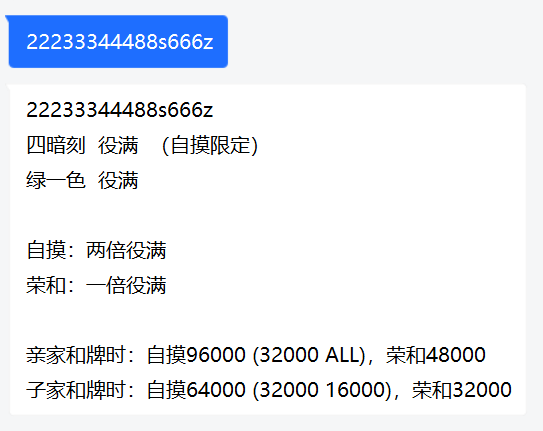 22233344488s666z
22233344488s666z
四暗刻 役满 （自摸限定）
绿一色 役满
自摸：两倍役满
荣和：一倍役满
亲家和牌时：自摸96000 (32000 ALL)，荣和48000
子家和牌时：自摸64000 (32000 16000)，荣和32000